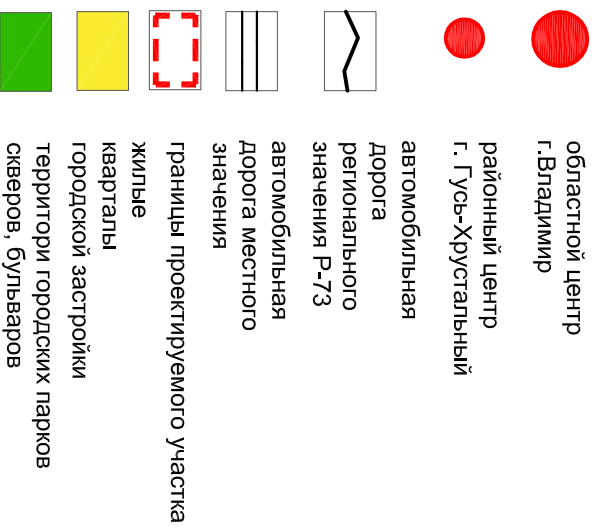 областной центр
г.Владимир
районный центр
г. Гусь-Хрустальный
автомобильная
дорога
регионального
значения Р-73
автомобильная
дорога местного
значения
границы проектируемого участка
жилые
кварталы
городской застройки
территори городских парков
скверов, бульваров